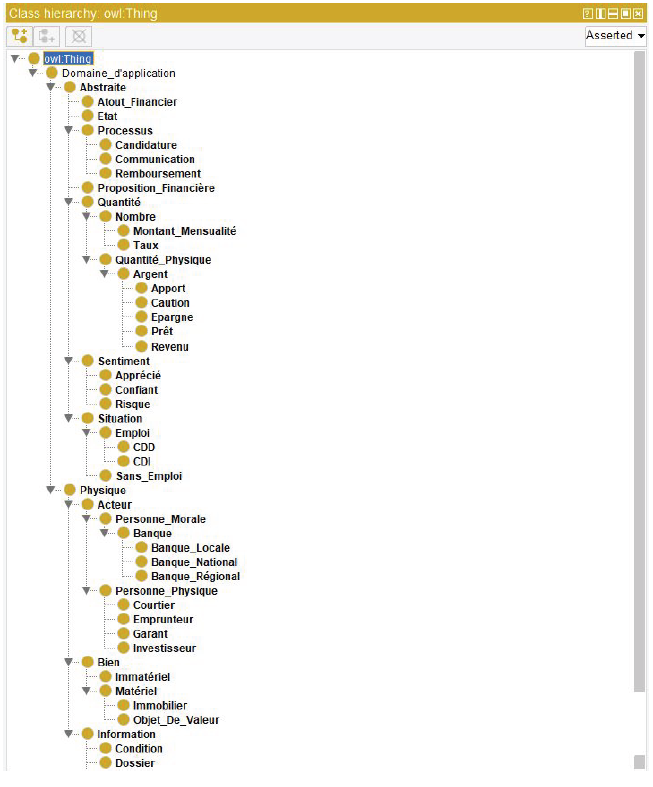 Class hierarchy: owl:Thing
Asserted
owl:Thing
Domaine_d'application
Abstraite
Atout_Financier
Etat
Processus
Candidature
Communication
Remboursement
Proposition_Financière
Quantité
Nombre
Montant_Mensualité
Taux
Quantité_Physique
Argent
Apport
Caution
Epargne
Prêt
Revenu
Sentiment
Apprécié
Confiant
Risque
Situation
Emploi
CDD
CDI
Sans_Emploi
Physique
Acteur
Personne_Morale
Banque
Banque_Locale
Banque_National
Banque_Régional
Personne_Physique
Courtier
Emprunteur
Garant
Investisseur
Bien
Immatériel
Matériel
Immobilier
Objet_De_Valeur
Information
Condition
Dossier